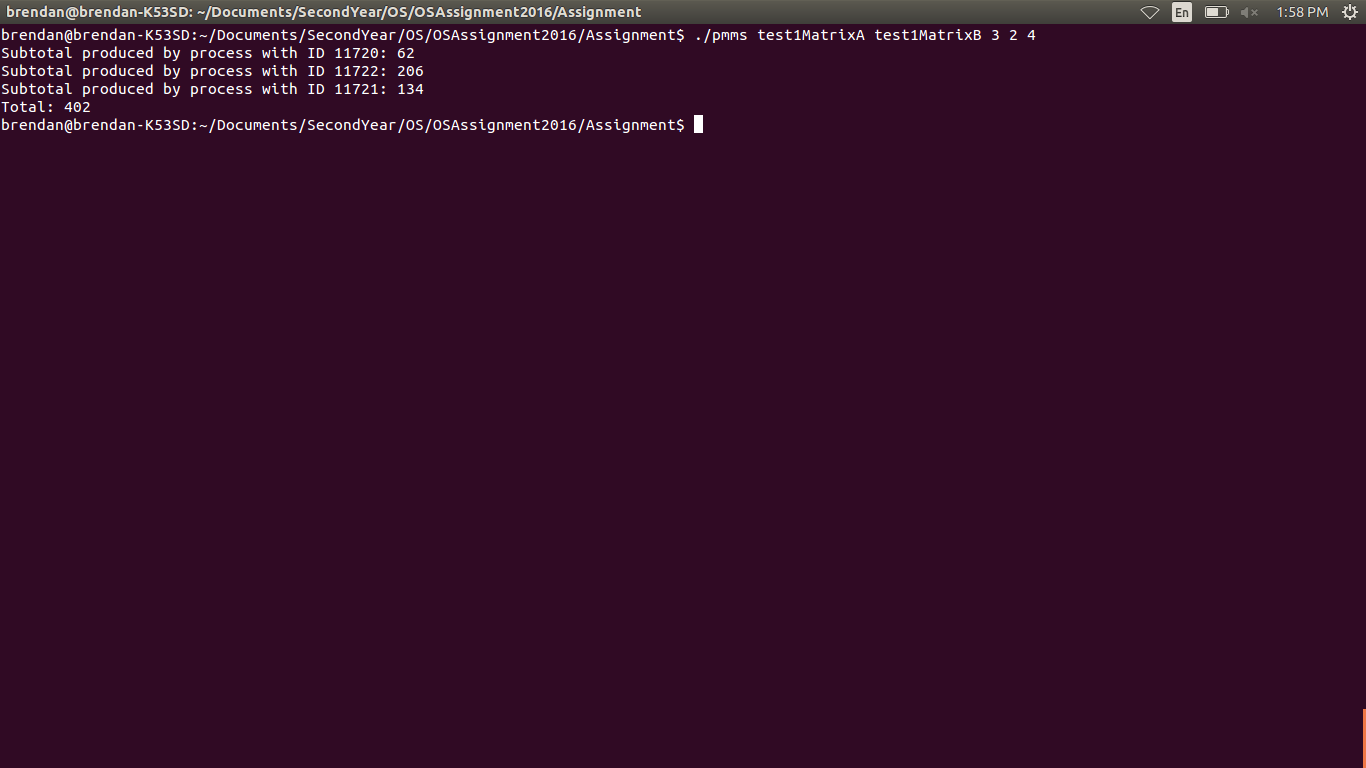 brendan@brendan-K53SD: ~/Documents/SecondYear/OS/OSAssignment2016/Assignment En 1:58 PM
brendan@brendan-K53SD:~/Documents/SecondYear/OS/OSAssignment2016/Assignment$ ./pmms test1MatrixA test1MatrixB 3 2 4
Subtotal produced by process with ID 11720: 62
Subtotal produced by process with ID 11722: 206
Subtotal produced by process with ID 11721: 134
Total: 402
brendan@brendan-K53SD:~/Documents/SecondYear/OS/OSAssignment2016/Assignment$